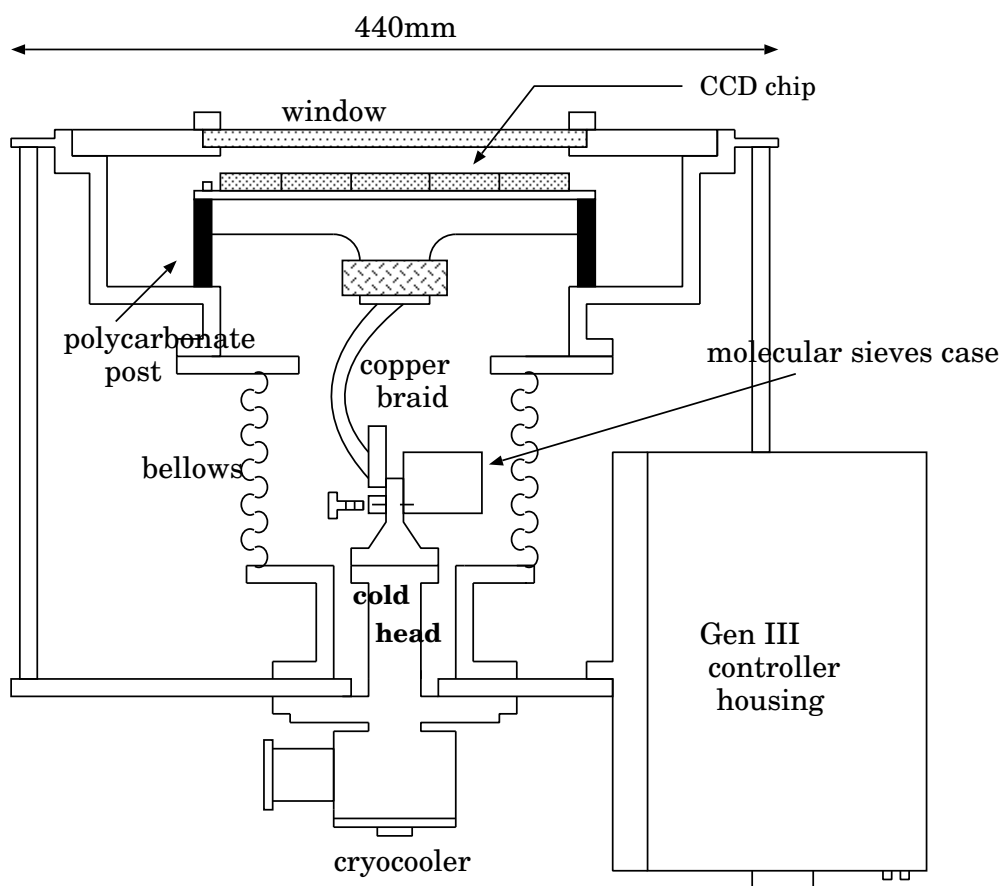 440mm
CCD chip
window
polycarbonate
post
copper
braid
molecular sieves case
bellows
cold
head
Gen III
controller
housing
cryocooler